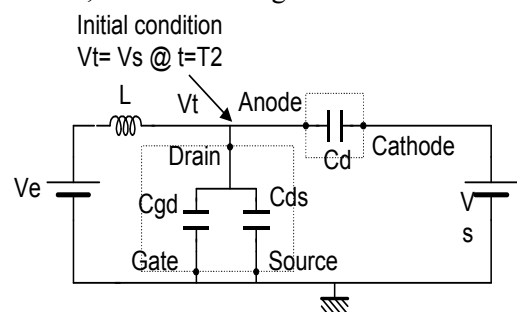 Initial condition
Vt= Vs @ t=T2
L
Vt
Anode
Drain
Cd
Cathode
Ve
Cgd
Cds
V
s
Gate
Source